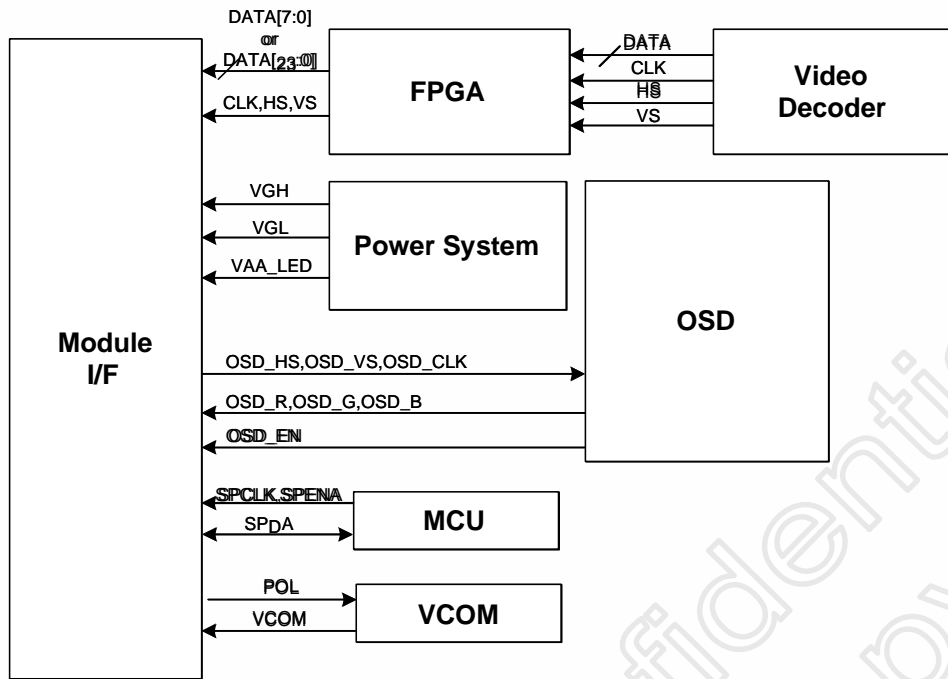 DATA[7:0]
or
DATA[23:0]
CLK,HS,VS
FPGA
DATA
CLK
HS
VS
Video
Decoder
VGH
VGL
VAA_LED
Power System
OSD
Module
I/F
OSD_HS,OSD_VS,OSD_CLK
OSD_R,OSD_G,OSD_B
OSD_EN
SPCLK,SPENA
SPDA
MCU
POL
VCOM
VCOM